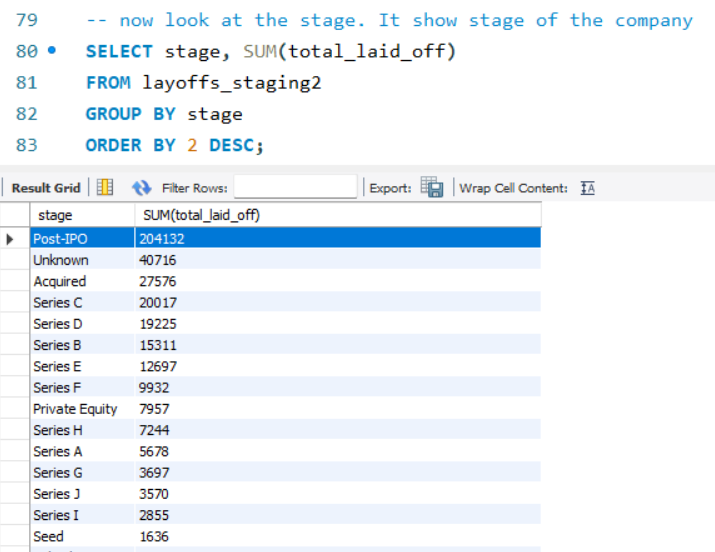 79 -- now look at the stage. It show stage of the company
80 SELECT stage, SUM(total_laid_off)
81 FROM layoffs_staging2
82 GROUP BY stage
83 ORDER BY 2 DESC;
Result Grid Filter Rows: Export: Wrap Cell Content: IA
stage SUM(total_laid_off)
Post-IPO 204132
Unknown 40716
Acquired 27576
Series C 20017
Series D 19225
Series B 15311
Series E 12697
Series F 9932
Private Equity 7957
Series H 7244
Series A 5678
Series G 3697
Series J 3570
Series I 2855
Seed 1636